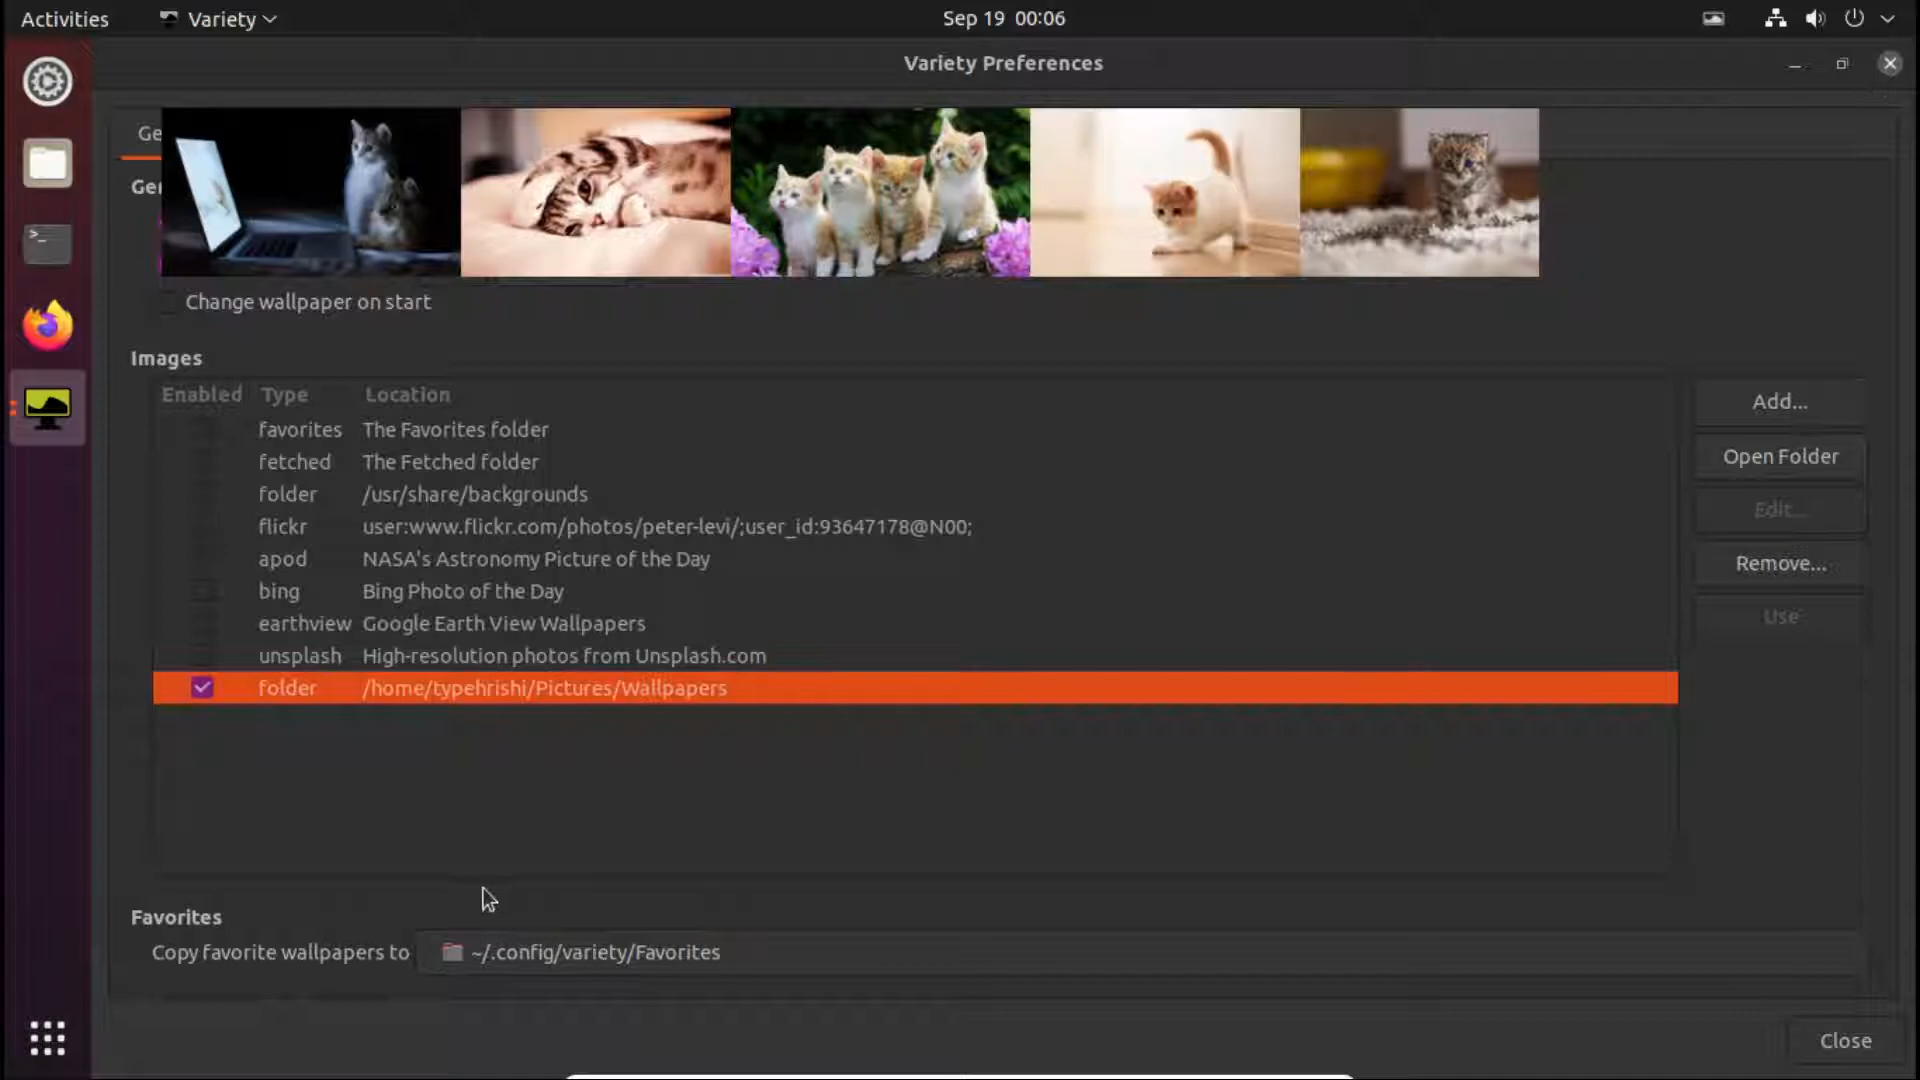 Activities Variety Sep 19 00:06
Variety Preferences
Ge
Ger
Change wallpaper on start
Images
Enabled Type Location
favorites The Favorites folder
fetched The Fetched folder
folder /usr/share/backgrounds
flickr user:www.flickr.com/photos/peter-levi/;user_id:93647178@N00;
apod NASA's Astronomy Picture of the Day
bing Bing Photo of the Day
earthview Google Earth View Wallpapers
unsplash High-resolution photos from Unsplash.com
folder /home/typehrishi/Pictures/Wallpapers
Add...
Open Folder
Edit...
Remove...
Use
Favorites
Copy favorite wallpapers to ~/.config/variety/Favorites
Close